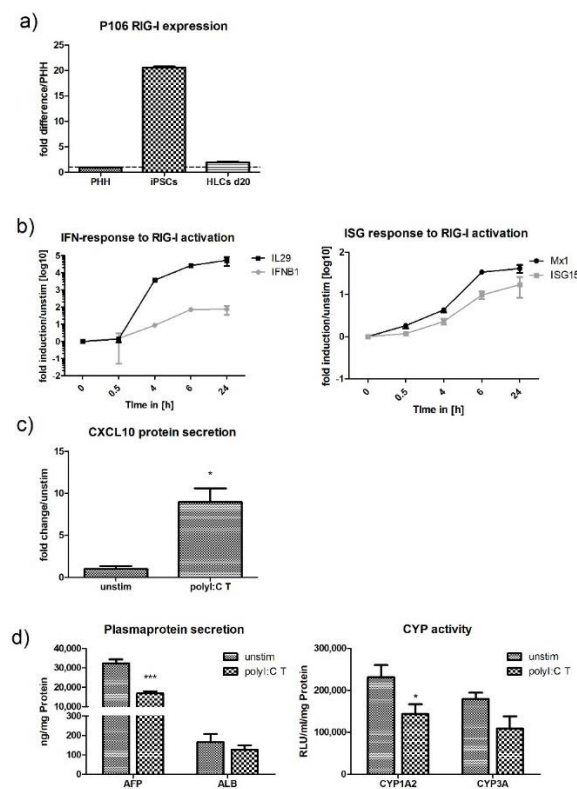 a)
P106 RIG-I expression
fold difference/PHH
25
20
15
10
5
0
PHH iPSCs HLCs d20
b)
IFN-response to RIG-I activation
IL29
IFNB1
fold induction/unstim [log10]
5
4
3
2
1
0
-1
-2
0 0.5 4 6 24
Time in [h]
ISG response to RIG-I activation
Mx1
ISG15
fold induction/unstim [log10]
2
1
0
-1
0 0.5 4 6 24
Time in [h]
c)
CXCL10 protein secretion
fold change/unstim
15
10
5
0
*
unstim polyI:C T
d)
Plasmaprotein secretion
unstim
polyI:C T
ng/mg Protein
40,000
30,000
20,000
10,000
300
200
100
0
***
AFP ALB
CYP activity
unstim
polyI:C T
RLU/ml/mg Protein
300,000
200,000
100,000
0
*
CYP1A2 CYP3A